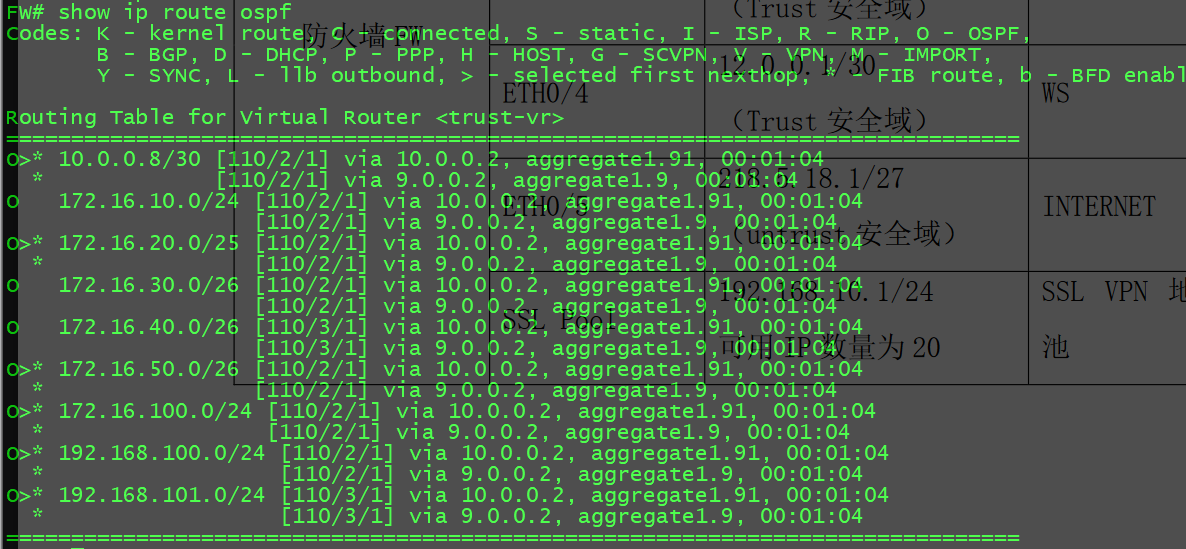 FW# show ip route ospf
Codes: K - kernel route, C - connected, S - static, I - ISP, R - RIP, O - OSPF,
B - BGP, D - DHCP, P - PPP, H - HOST, G - SCVPN, V - VPN, M - IMPORT,
Y - SYNC, L - llb outbound, > - selected first nexthop, * - FIB route, b - BFD enabl
Routing Table for Virtual Router <trust-vr>
==============================================================================
O>* 10.0.0.8/30 [110/2/1] via 10.0.0.2, aggregate1.91, 00:01:04
* [110/2/1] via 9.0.0.2, aggregate1.9, 00:01:04
O 172.16.10.0/24 [110/2/1] via 10.0.0.2, aggregate1.91, 00:01:04
[110/2/1] via 9.0.0.2, aggregate1.9, 00:01:04
O>* 172.16.20.0/25 [110/2/1] via 10.0.0.2, aggregate1.91, 00:01:04
* [110/2/1] via 9.0.0.2, aggregate1.9, 00:01:04
O 172.16.30.0/26 [110/2/1] via 10.0.0.2, aggregate1.91, 00:01:04
[110/2/1] via 9.0.0.2, aggregate1.9, 00:01:04
O 172.16.40.0/26 [110/3/1] via 10.0.0.2, aggregate1.91, 00:01:04
[110/3/1] via 9.0.0.2, aggregate1.9, 00:01:04
O>* 172.16.50.0/26 [110/2/1] via 10.0.0.2, aggregate1.91, 00:01:04
* [110/2/1] via 9.0.0.2, aggregate1.9, 00:01:04
O>* 172.16.100.0/24 [110/2/1] via 10.0.0.2, aggregate1.91, 00:01:04
* [110/2/1] via 9.0.0.2, aggregate1.9, 00:01:04
O>* 192.168.100.0/24 [110/2/1] via 10.0.0.2, aggregate1.91, 00:01:04
* [110/2/1] via 9.0.0.2, aggregate1.9, 00:01:04
O>* 192.168.101.0/24 [110/3/1] via 10.0.0.2, aggregate1.91, 00:01:04
* [110/3/1] via 9.0.0.2, aggregate1.9, 00:01:04
==============================================================================
防火墙 FW
（Trust 安全域）
ETH0/4
12.0.0.1/30
（Trust 安全域）
WS
18.1/27
（untrust 安全域）
INTERNET
SSL Pool
192.168.10.1/24
可用 IP 数量为 20
SSL VPN 地
池